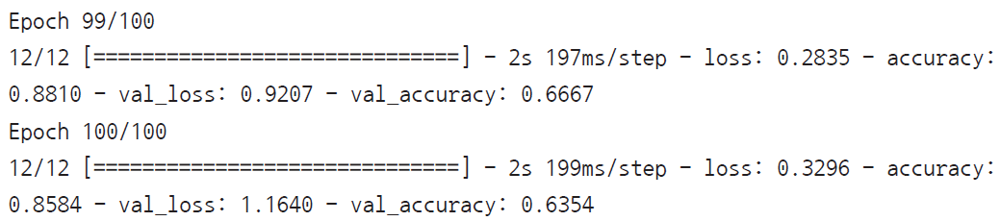 Epoch 99/100
12/12 [==============================] - 2s 197ms/step - loss: 0.2835 - accuracy:
0.8810 - val_loss: 0.9207 - val_accuracy: 0.6667
Epoch 100/100
12/12 [==============================] - 2s 199ms/step - loss: 0.3296 - accuracy:
0.8584 - val_loss: 1.1640 - val_accuracy: 0.6354